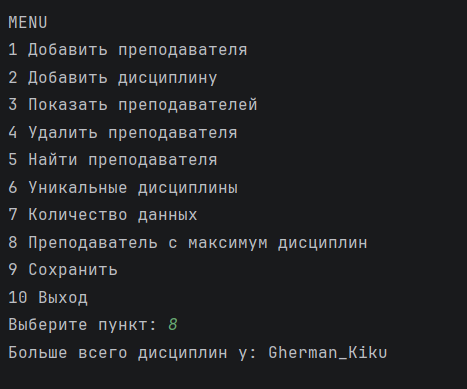 MENU
1 Добавить преподавателя
2 Добавить дисциплину
3 Показать преподавателей
4 Удалить преподавателя
5 Найти преподавателя
6 Уникальные дисциплины
7 Количество данных
8 Преподаватель с максимум дисциплин
9 Сохранить
10 Выход
Выберите пункт: 8
Больше всего дисциплин у: Gherman_Kiku